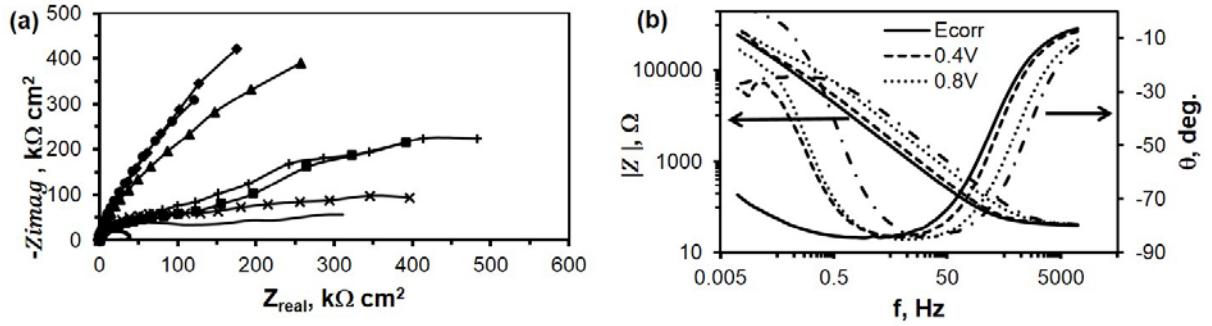 (a)
500
400
300
200
100
0
-Zimag, kΩ cm²
0 100 200 300 400 500 600
Zreal, kΩ cm²
(b)
100000
1000
10
|Z|, Ω
Ecorr
0.4V
0.8V
-10
-30
-50
-70
-90
θ, deg.
0.005 0.5 50 5000
f, Hz